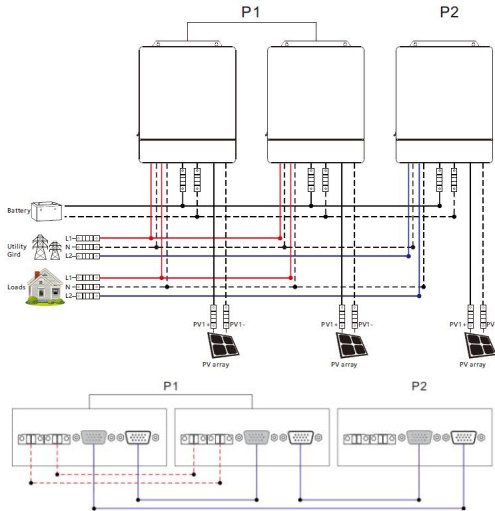 P1 P2
Battery
Utility
Gird
L1
N
L2
Loads
L1
N
L2
PV1+ PV1- PV1+ PV1- PV1+ PV
PV array PV array PV array
P1 P2